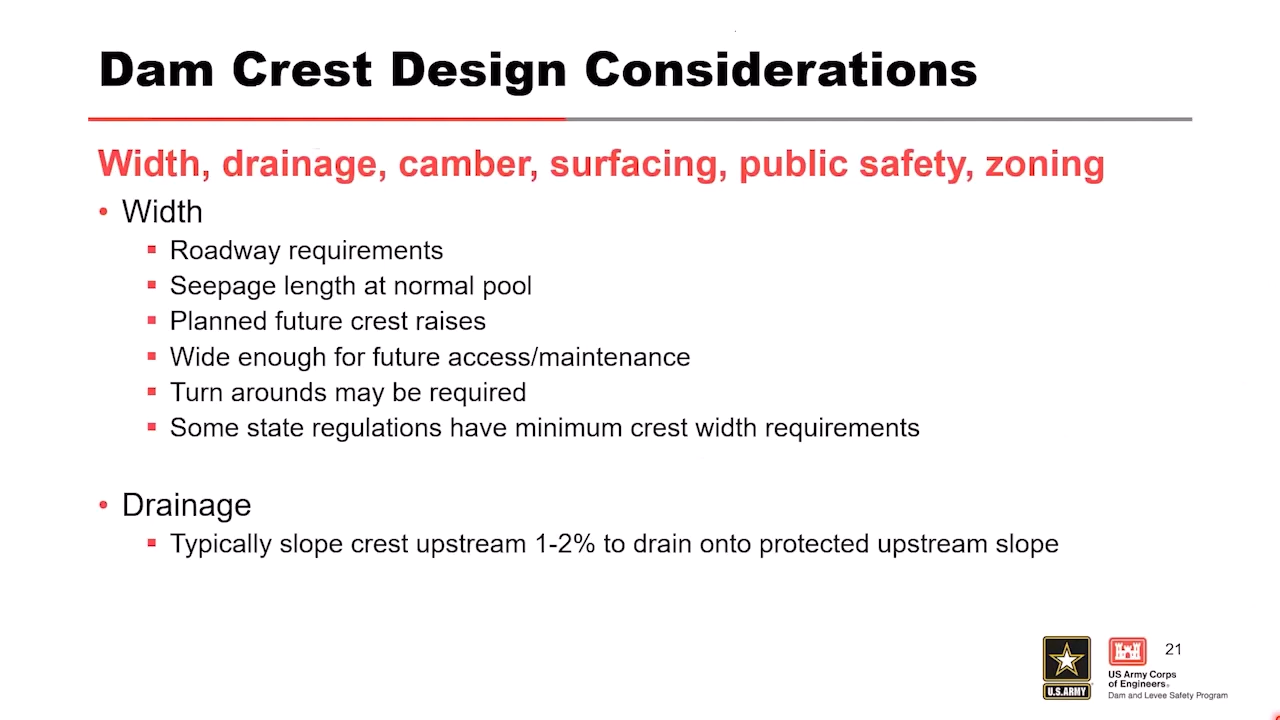 Dam Crest Design Considerations
Width, drainage, camber, surfacing, public safety, zoning
• Width
▪ Roadway requirements
▪ Seepage length at normal pool
▪ Planned future crest raises
▪ Wide enough for future access/maintenance
▪ Turn arounds may be required
▪ Some state regulations have minimum crest width requirements
• Drainage
▪ Typically slope crest upstream 1-2% to drain onto protected upstream slope
U.S.ARMY
US Army Corps
of Engineers®
Dam and Levee Safety Program
21